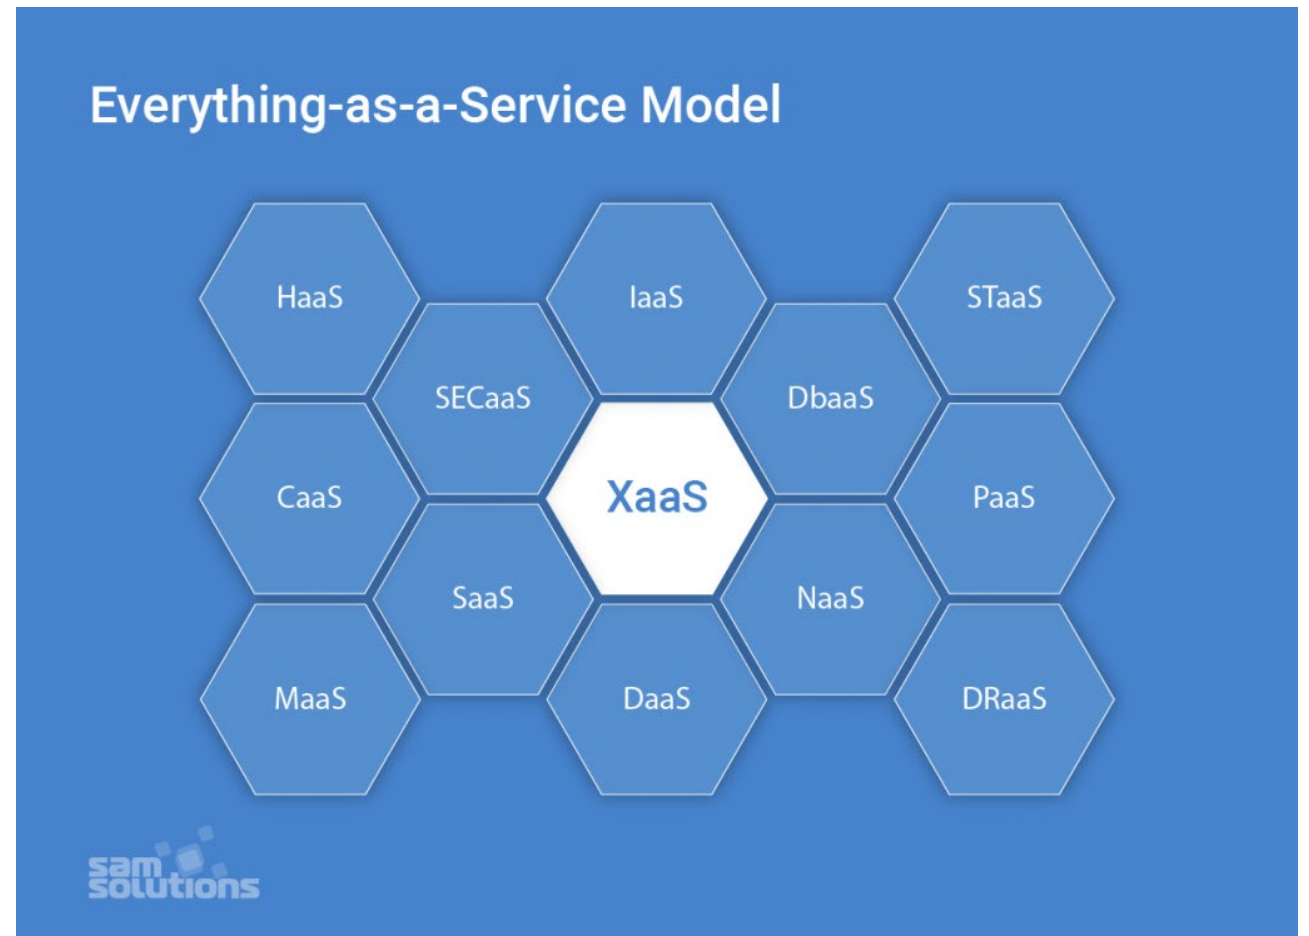 Everything-as-a-Service Model
HaaS
IaaS
STaaS
SECaaS
DbaaS
CaaS
XaaS
PaaS
SaaS
NaaS
MaaS
DaaS
DRaaS
sam
solutions